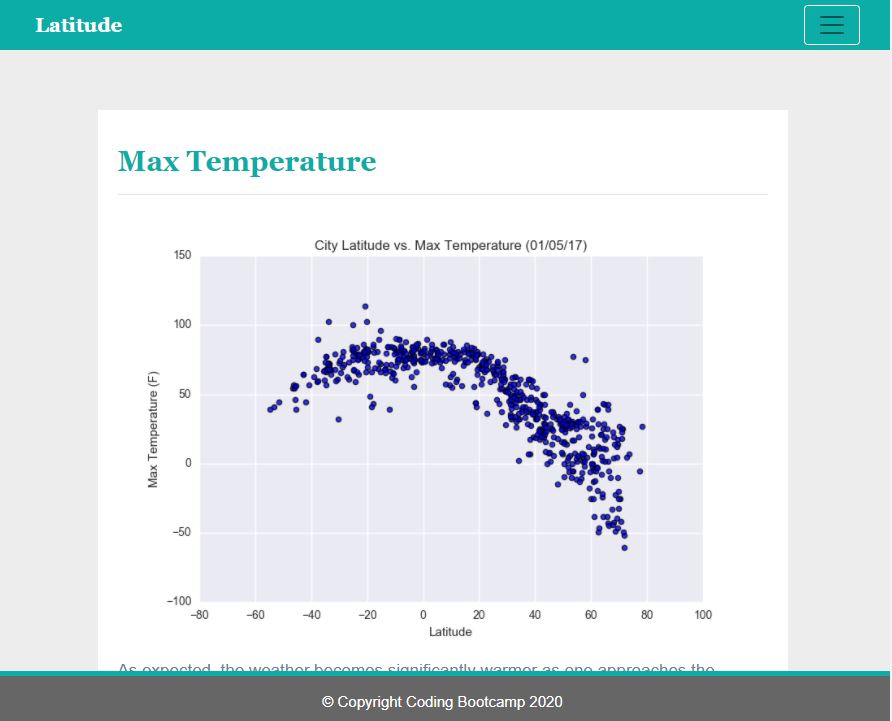 Latitude
Max Temperature
City Latitude vs. Max Temperature (01/05/17)
150
100
50
0
−50
−100
Max Temperature (F)
−80 −60 −40 −20 0 20 40 60 80 100
Latitude
As expected, the weather becomes significantly warmer as one approaches the
© Copyright Coding Bootcamp 2020